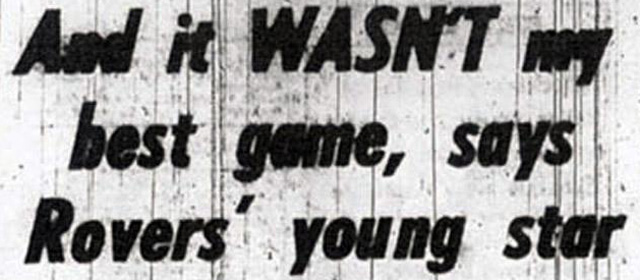 And it WASN'T my
best game, says
Rovers' young star